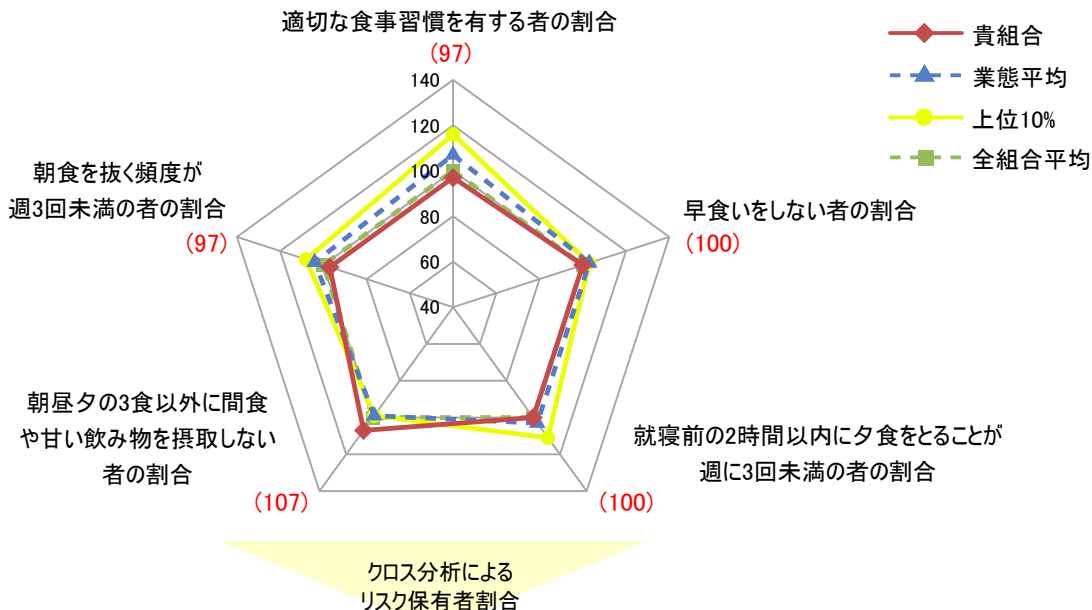 適切な食事習慣を有する者の割合
(97)
貴組合
業態平均
上位10%
全組合平均
140
120
100
80
60
40
朝食を抜く頻度が
週3回未満の者の割合
(97)
早食いをしない者の割合
(100)
朝昼夕の3食以外に間食
や甘い飲み物を摂取しない
者の割合
(107)
就寝前の2時間以内に夕食をとることが
週に3回未満の者の割合
(100)
クロス分析による
リスク保有者割合